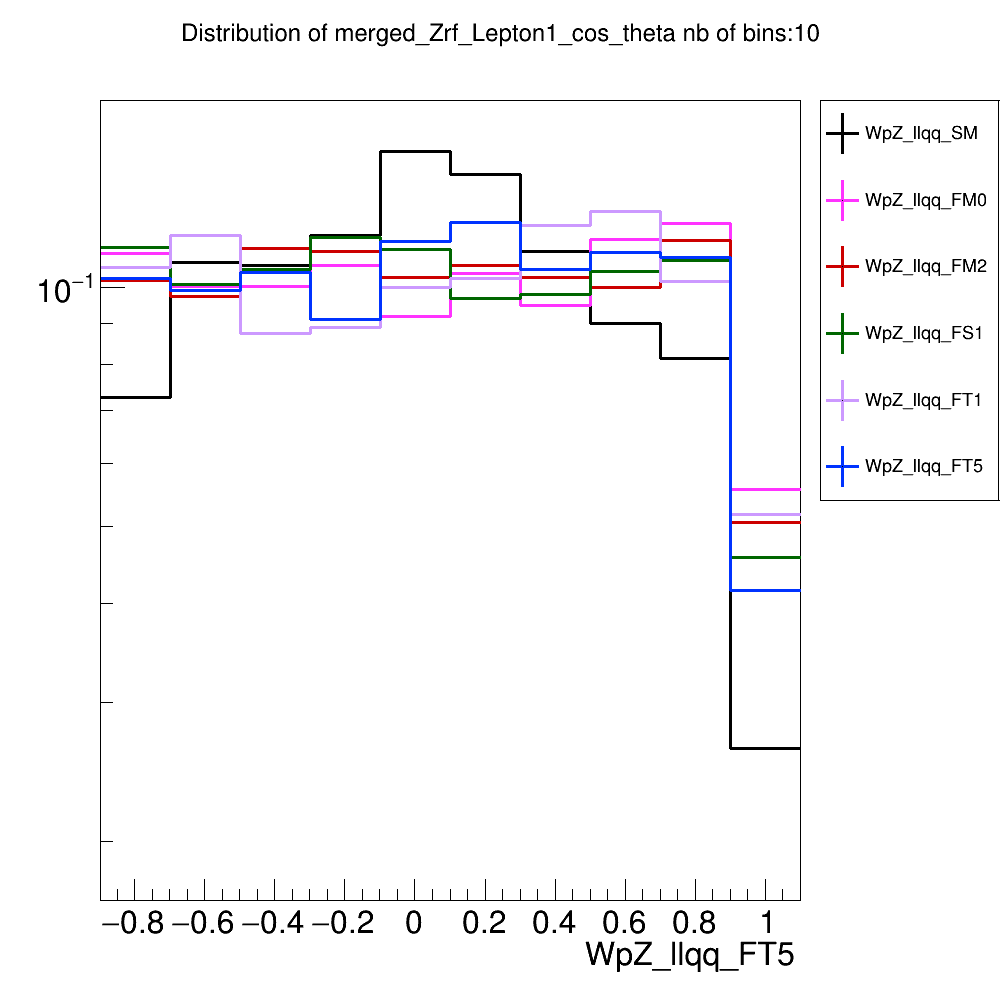 Distribution of merged_Zrf_Lepton1_cos_theta nb of bins:10
WpZ_llqq_SM
WpZ_llqq_FM0
WpZ_llqq_FM2
WpZ_llqq_FS1
WpZ_llqq_FT1
WpZ_llqq_FT5
10⁻¹
−0.8 −0.6 −0.4 −0.2 0 0.2 0.4 0.6 0.8 1
WpZ_llqq_FT5